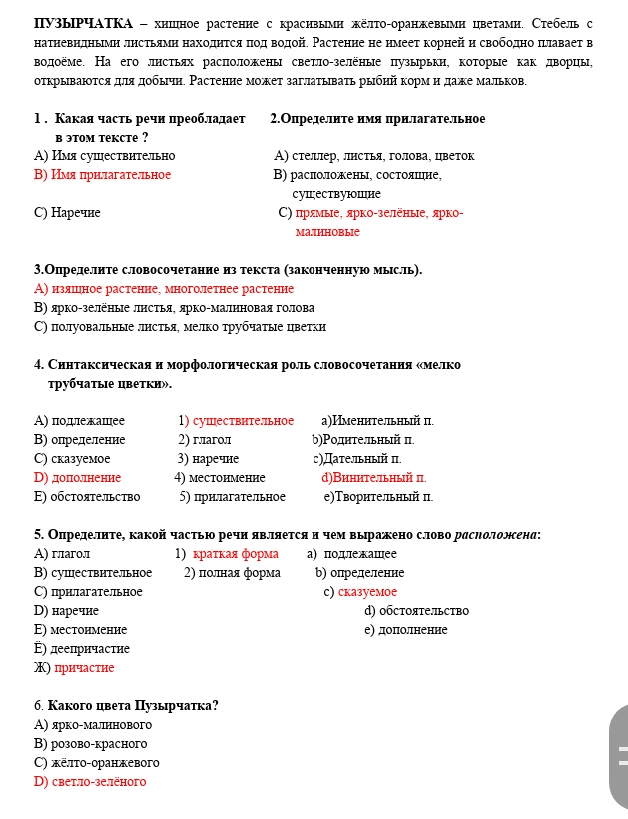 ПУЗЫРЧАТКА – хищное растение с красивыми жёлто-оранжевыми цветами. Стебель с
натиевидными листьями находится под водой. Растение не имеет корней и свободно плавает в
водоёме. На его листьях расположены светло-зелёные пузырьки, которые как дворцы,
открываются для добычи. Растение может заглатывать рыбий корм и даже мальков.
1 . Какая часть речи преобладает 2.Определите имя прилагательное
в этом тексте ?
А) Имя существительно А) стеллер, листья, голова, цветок
В) Имя прилагательное В) расположены, состоящие,
существующие
С) Наречие С) прямые, ярко-зелёные, ярко-
малиновые
3.Определите словосочетание из текста (законченную мысль).
А) изящное растение, многолетнее растение
В) ярко-зелёные листья, ярко-малиновая голова
С) полуовальные листья, мелко трубчатые цветки
4. Синтаксическая и морфологическая роль словосочетания «мелко
трубчатые цветки».
А) подлежащее 1) существительное а)Именительный п.
В) определение 2) глагол b)Родительный п.
С) сказуемое 3) наречие с)Дательный п.
D) дополнение 4) местоимение d)Винительный п.
Е) обстоятельство 5) прилагательное е)Творительный п.
5. Определите, какой частью речи является и чем выражено слово расположена:
А) глагол 1) краткая форма а) подлежащее
В) существительное 2) полная форма b) определение
С) прилагательное с) сказуемое
D) наречие d) обстоятельство
Е) местоимение е) дополнение
Ё) деепричастие
Ж) причастие
6. Какого цвета Пузырчатка?
А) ярко-малинового
В) розово-красного
С) жёлто-оранжевого
D) светло-зелёного